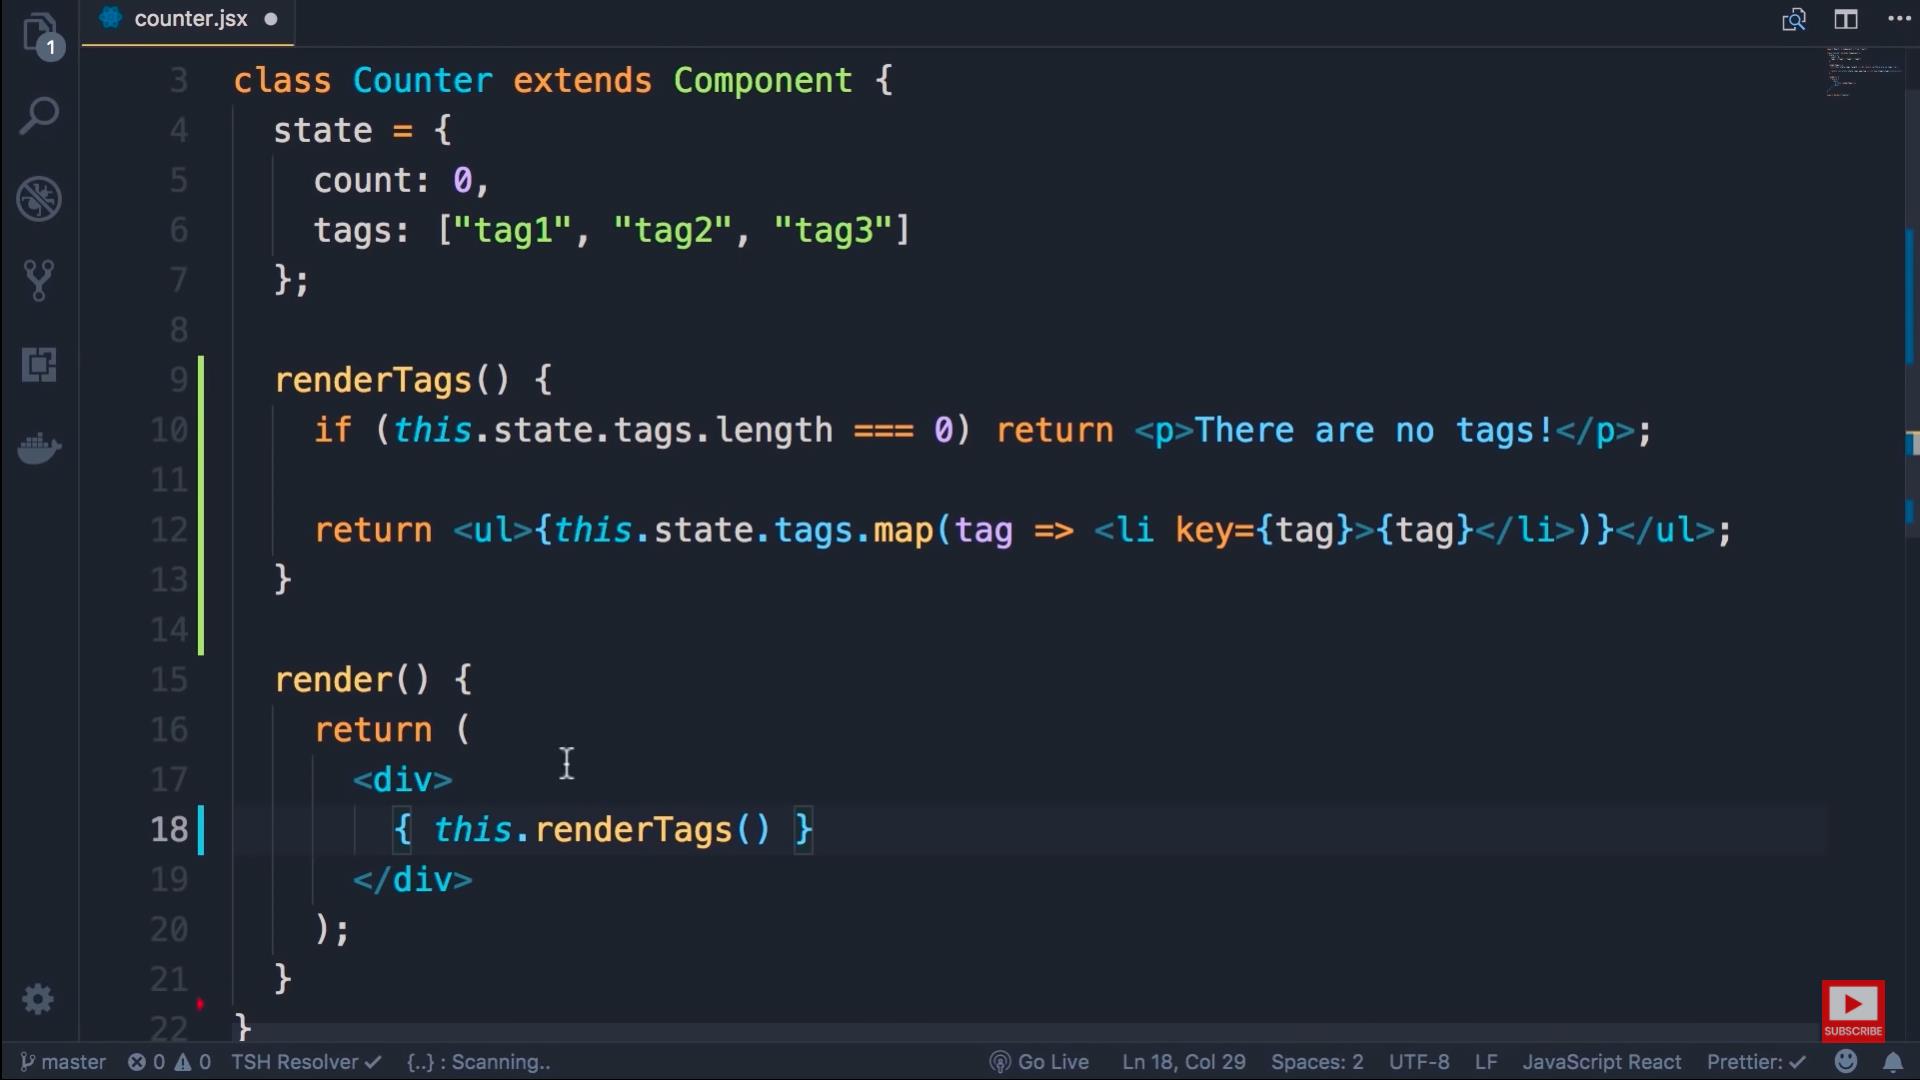 counter.jsx
1
3 class Counter extends Component {
4 state = {
5 count: 0,
6 tags: ["tag1", "tag2", "tag3"]
7 };
8
9 renderTags() {
10 if (this.state.tags.length === 0) return <p>There are no tags!</p>;
11
12 return <ul>{this.state.tags.map(tag => <li key={tag}>{tag}</li>)}</ul>;
13 }
14
15 render() {
16 return (
17 <div>
18 { this.renderTags() }
19 </div>
20 );
21 }
22 }
SUBSCRIBE
master 0 0 TSH Resolver ✓ {..} : Scanning.. Go Live Ln 18, Col 29 Spaces: 2 UTF-8 LF JavaScript React Prettier: ✓